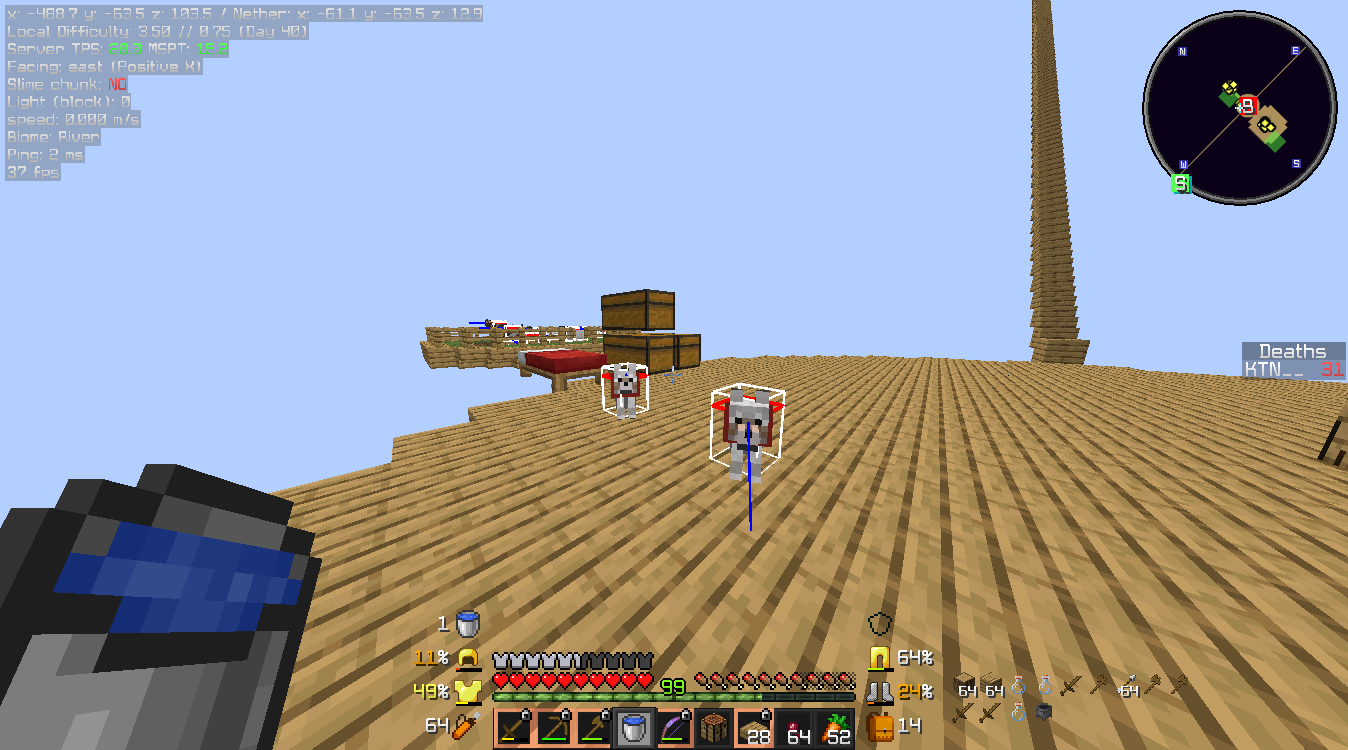 x: -488.7 y: -63.5 z: 103.5 / Nether: x: -61.1 y: -63.5 z: 12.9
Local Difficulty: 3.50 // 0.75 (Day 40)
Server TPS: 20.0 MSPT: 16.2
Facing: east (Positive X)
Slime chunk: NO
Light (block): 0
speed: 0.000 m/s
Biome: River
Ping: 2 ms
37 fps
N
E
9
W
S
S
Deaths
KTN__ 31
1
11%
49%
64
99
64%
24%
14
28
64
52
64
64
64